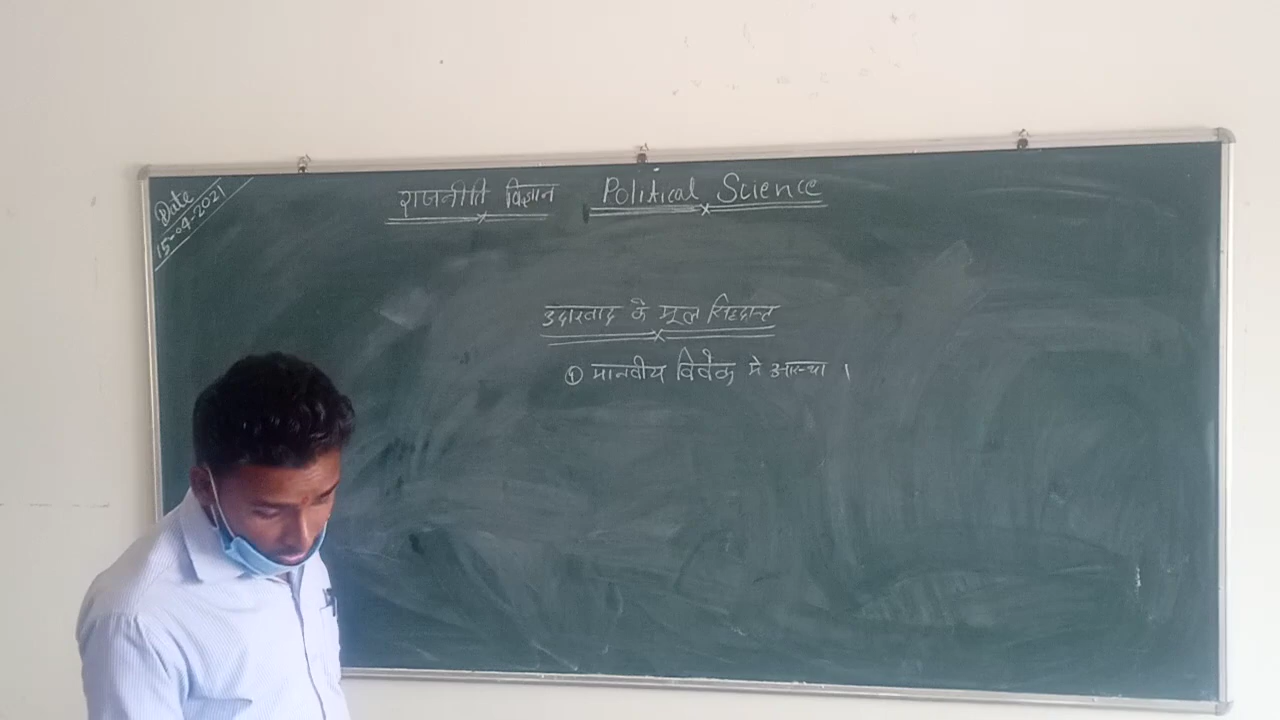 Date
15-04-2021
राजनीति विज्ञान Political Science
उदारवाद के मूल सिद्दान्त
① मानवीय विवेक मे आस्था ।